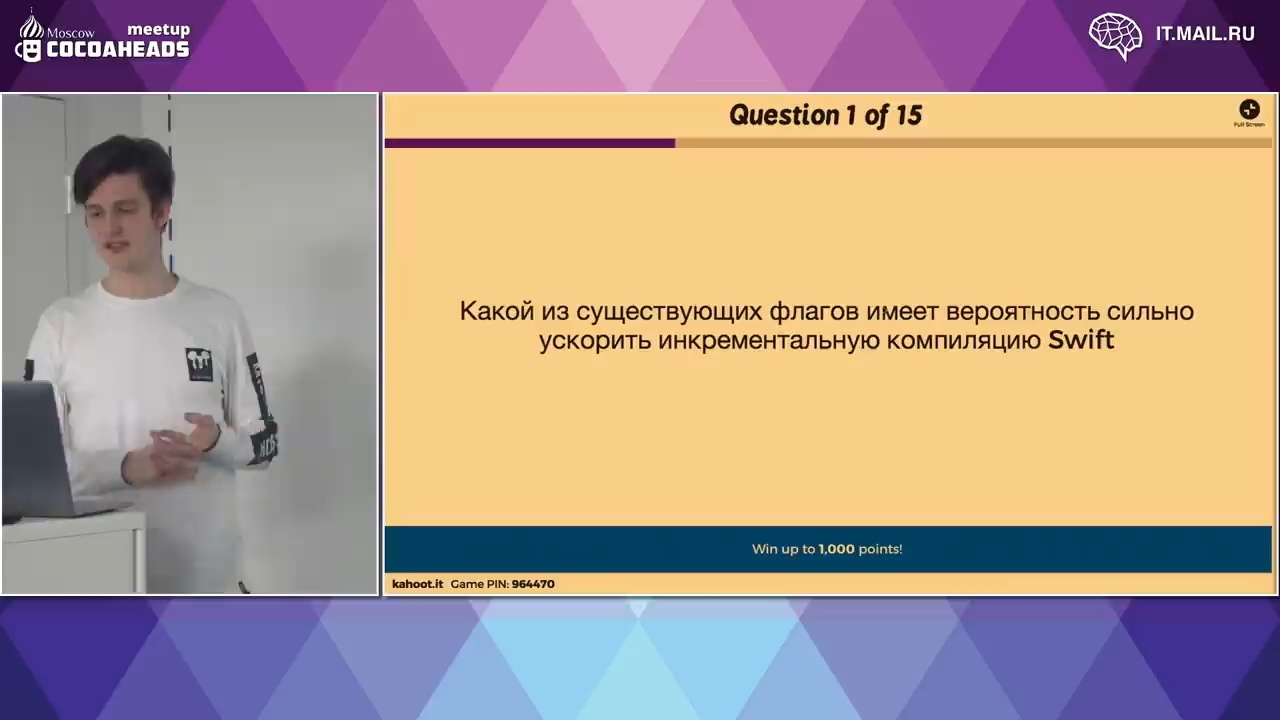 Moscow
meetup
COCOAHEADS
IT.MAIL.RU
Question 1 of 15
Full Screen
Какой из существующих флагов имеет вероятность сильно
ускорить инкрементальную компиляцию Swift
Win up to 1,000 points!
kahoot.it Game PIN: 964470